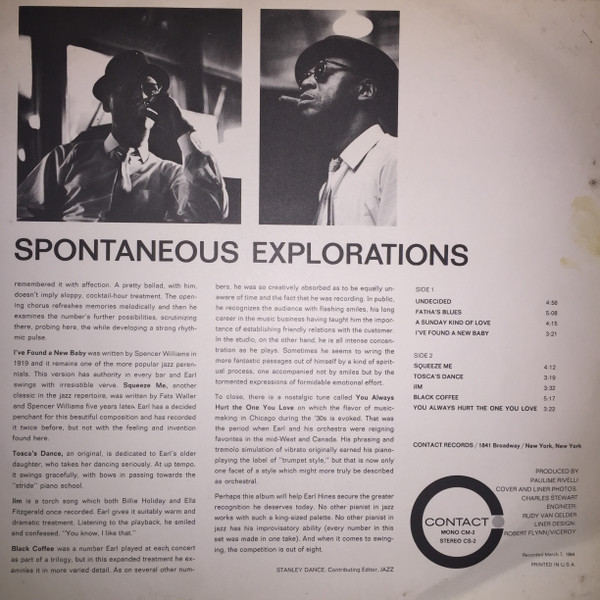 SPONTANEOUS EXPLORATIONS
remembered it with affection. A pretty ballad, with him,
doesn't imply sloppy, cocktail-hour treatment. The open-
ing chorus refreshes memories melodically and then he
examines the number's further possibilities, scrutinizing
there, probing here, the while developing a strong rhyth-
mic pulse.
I've Found a New Baby was written by Spencer Williams in
1919 and it remains one of the more popular jazz peren-
nials. This version has authority in every bar and Earl
swings with irresistible verve. Squeeze Me, another
classic in the jazz repertoire, was written by Fats Waller
and Spencer Williams five years later. Earl has a decided
penchant for this beautiful composition and has recorded
it twice before, but not with the feeling and invention
found here.
Tosca's Dance, an original, is dedicated to Earl's older
daughter, who takes her dancing seriously. At up tempo,
it swings gracefully, with bows in passing towards the
"stride" piano school.
Jim is a torch song which both Billie Holiday and Ella
Fitzgerald once recorded. Earl gives it suitably warm and
dramatic treatment. Listening to the playback, he smiled
and confessed, "You know, I like that."
Black Coffee was a number Earl played at each concert
as part of a trilogy, but in this expanded treatment he ex-
amines it in more varied detail. As on several other num-
bers, he was so creatively absorbed as to be equally un-
aware of time and the fact that he was recording. In public,
he recognizes the audience with flashing smiles, his long
career in the music business having taught him the impor-
tance of establishing friendly relations with the customer.
In the studio, on the other hand, he is all intense concen-
tration as he plays. Sometimes he seems to wring the
more fantastic passages out of himself by a kind of spirit-
ual process, one accompanied not by smiles but by the
tormented expressions of formidable emotional effort.
To close, there is a nostalgic tune called You Always
Hurt the One You Love on which the flavor of music-
making in Chicago during the '30s is evoked. That was
the period when Earl and his orchestra were reigning
favorites in the mid-West and Canada. His phrasing and
tremolo simulation of vibrato originally earned his piano-
playing the label of "trumpet style," but that is now only
one facet of a style which might more truly be described
as orchestral.
Perhaps this album will help Earl Hines secure the greater
recognition he deserves today. No other pianist in jazz
works with such a king-sized palette. No other pianist in
jazz has his improvisatory ability (every number in this
set was made in one take). And when it comes to swing-
ing, the competition is out of sight.
STANLEY DANCE, Contributing Editor, JAZZ
SIDE 1
UNDECIDED 4:58
FATHA'S BLUES 5:08
A SUNDAY KIND OF LOVE 4:15
I'VE FOUND A NEW BABY 3:21
SIDE 2
SQUEEZE ME 4:12
TOSCA'S DANCE 3:19
JIM 3:32
BLACK COFFEE 5:17
YOU ALWAYS HURT THE ONE YOU LOVE 3:22
CONTACT RECORDS / 1841 Broadway / New York, New York
CONTACT
MONO CM-2
STEREO CS-2
PRODUCED BY
PAULINE RIVELLI
COVER AND LINER PHOTOS:
CHARLES STEWART
ENGINEER:
RUDY VAN GELDER
LINER DESIGN:
ROBERT FLYNN/VICEROY
Recorded March 7, 1964
PRINTED IN U.S.A.